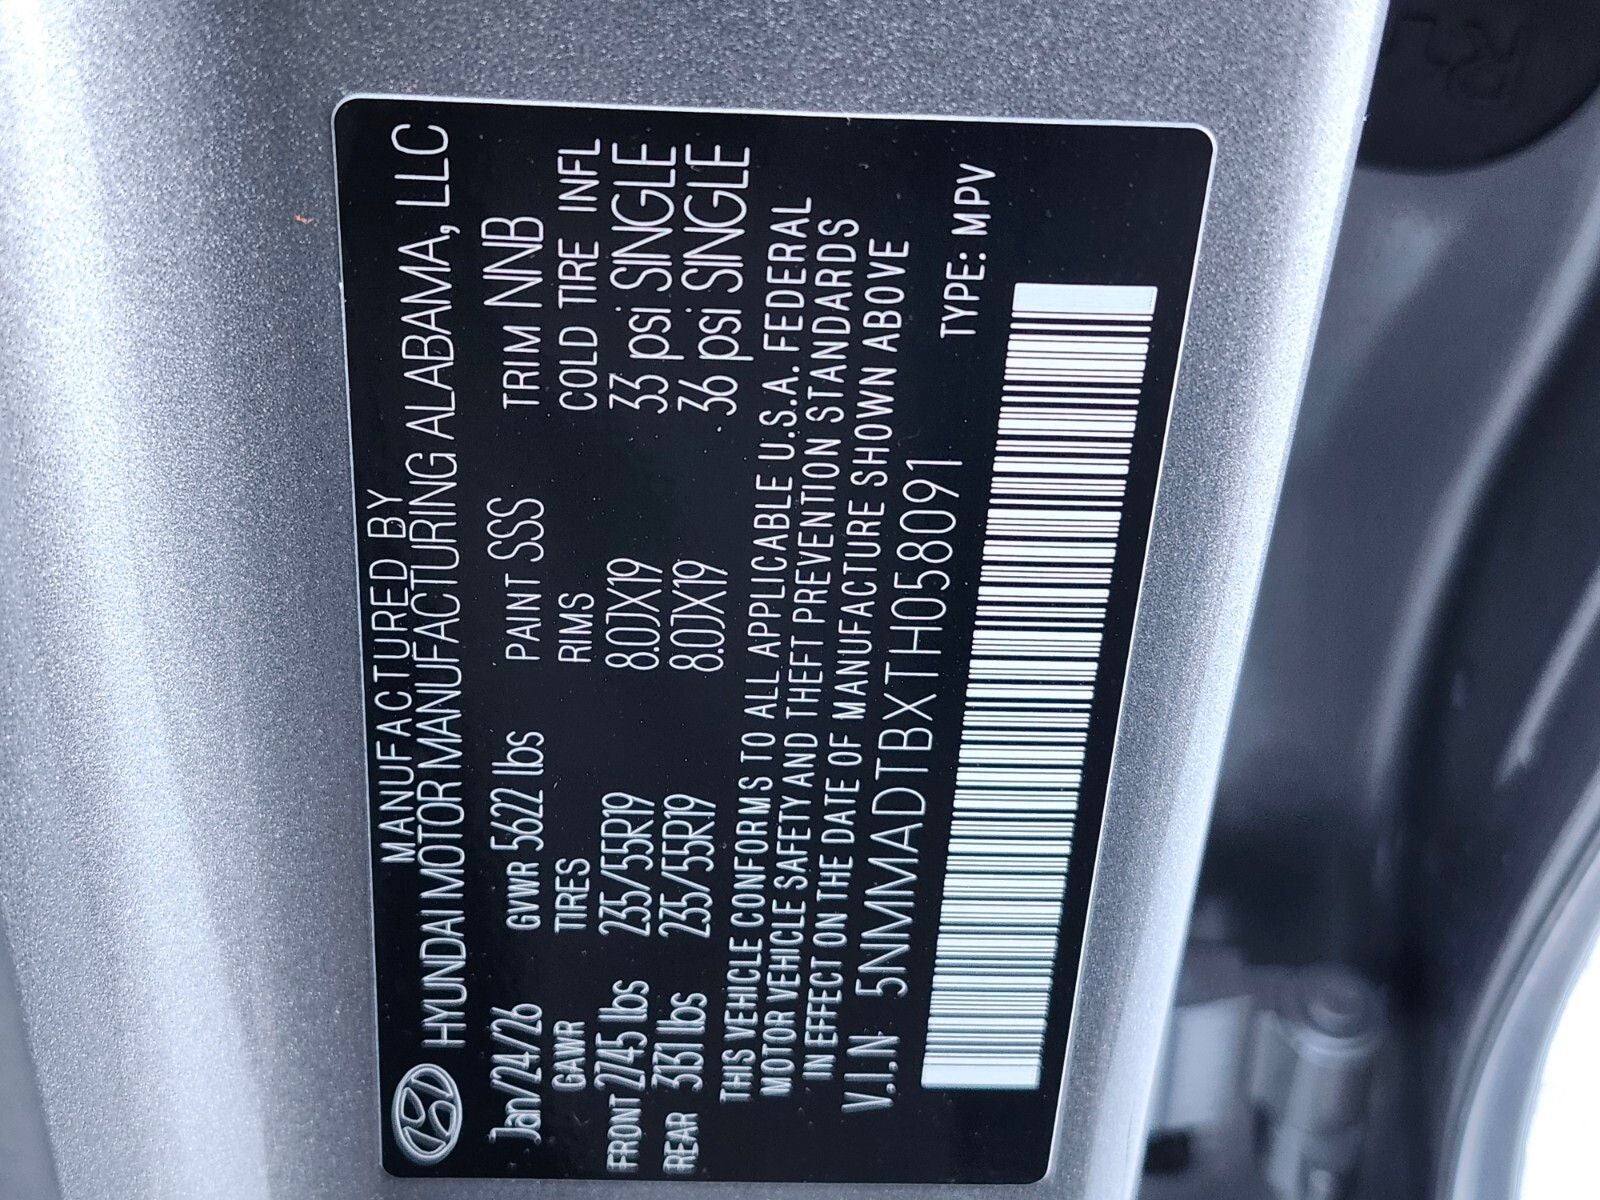 MANUFACTURED BY
HYUNDAI MOTOR MANUFACTURING ALABAMA, LLC
Jan/24/26 GVWR 5622 lbs PAINT SSS TRIM NNB
GAWR TIRES RIMS COLD TIRE INFL
FRONT 2745 lbs 235/55R19 8.0JX19 33 psi SINGLE
REAR 3131 lbs 235/55R19 8.0JX19 36 psi SINGLE
THIS VEHICLE CONFORMS TO ALL APPLICABLE U.S.A. FEDERAL
MOTOR VEHICLE SAFETY AND THEFT PREVENTION STANDARDS
IN EFFECT ON THE DATE OF MANUFACTURE SHOWN ABOVE
V.I.N 5NMMADTBXTH058091 TYPE: MPV